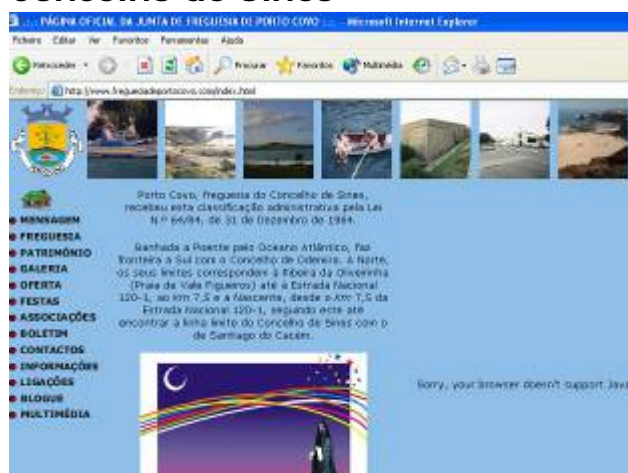 concelho de Sines
.:.:. PÁGINA OFICIAL DA JUNTA DE FREGUESIA DE PORTO COVO .:.:. - Microsoft Internet Explorer
Ficheiro Editar Ver Favoritos Ferramentas Ajuda
Retroceder Procurar Favoritos Multimédia
Endereço http://www.freguesiadeportocovo.com/index.html
Porto Covo, freguesia do Concelho de Sines,
recebeu esta classificação administrativa pela Lei
N.º 64/84, de 31 de Dezembro de 1984.
Banhada a Poente pelo Oceano Atlântico, faz
fronteira a Sul com o Concelho de Odemira. A Norte,
os seus limites correspondem à Ribeira da Oliveirinha
(Praia de Vale Figueiros) até à Estrada Nacional
120-1, ao km 7,5 e a Nascente, desde o km 7,5 da
Estrada Nacional 120-1, seguindo este até
encontrar a linha limite do Concelho de Sines com o
de Santiago do Cacém.
MENSAGEM
FREGUESIA
PATRIMÓNIO
GALERIA
OFERTA
FESTAS
ASSOCIAÇÕES
BOLETIM
CONTACTOS
INFORMAÇÕES
LIGAÇÕES
BLOGUE
MULTIMÉDIA
Sorry, your browser doesn't support Java